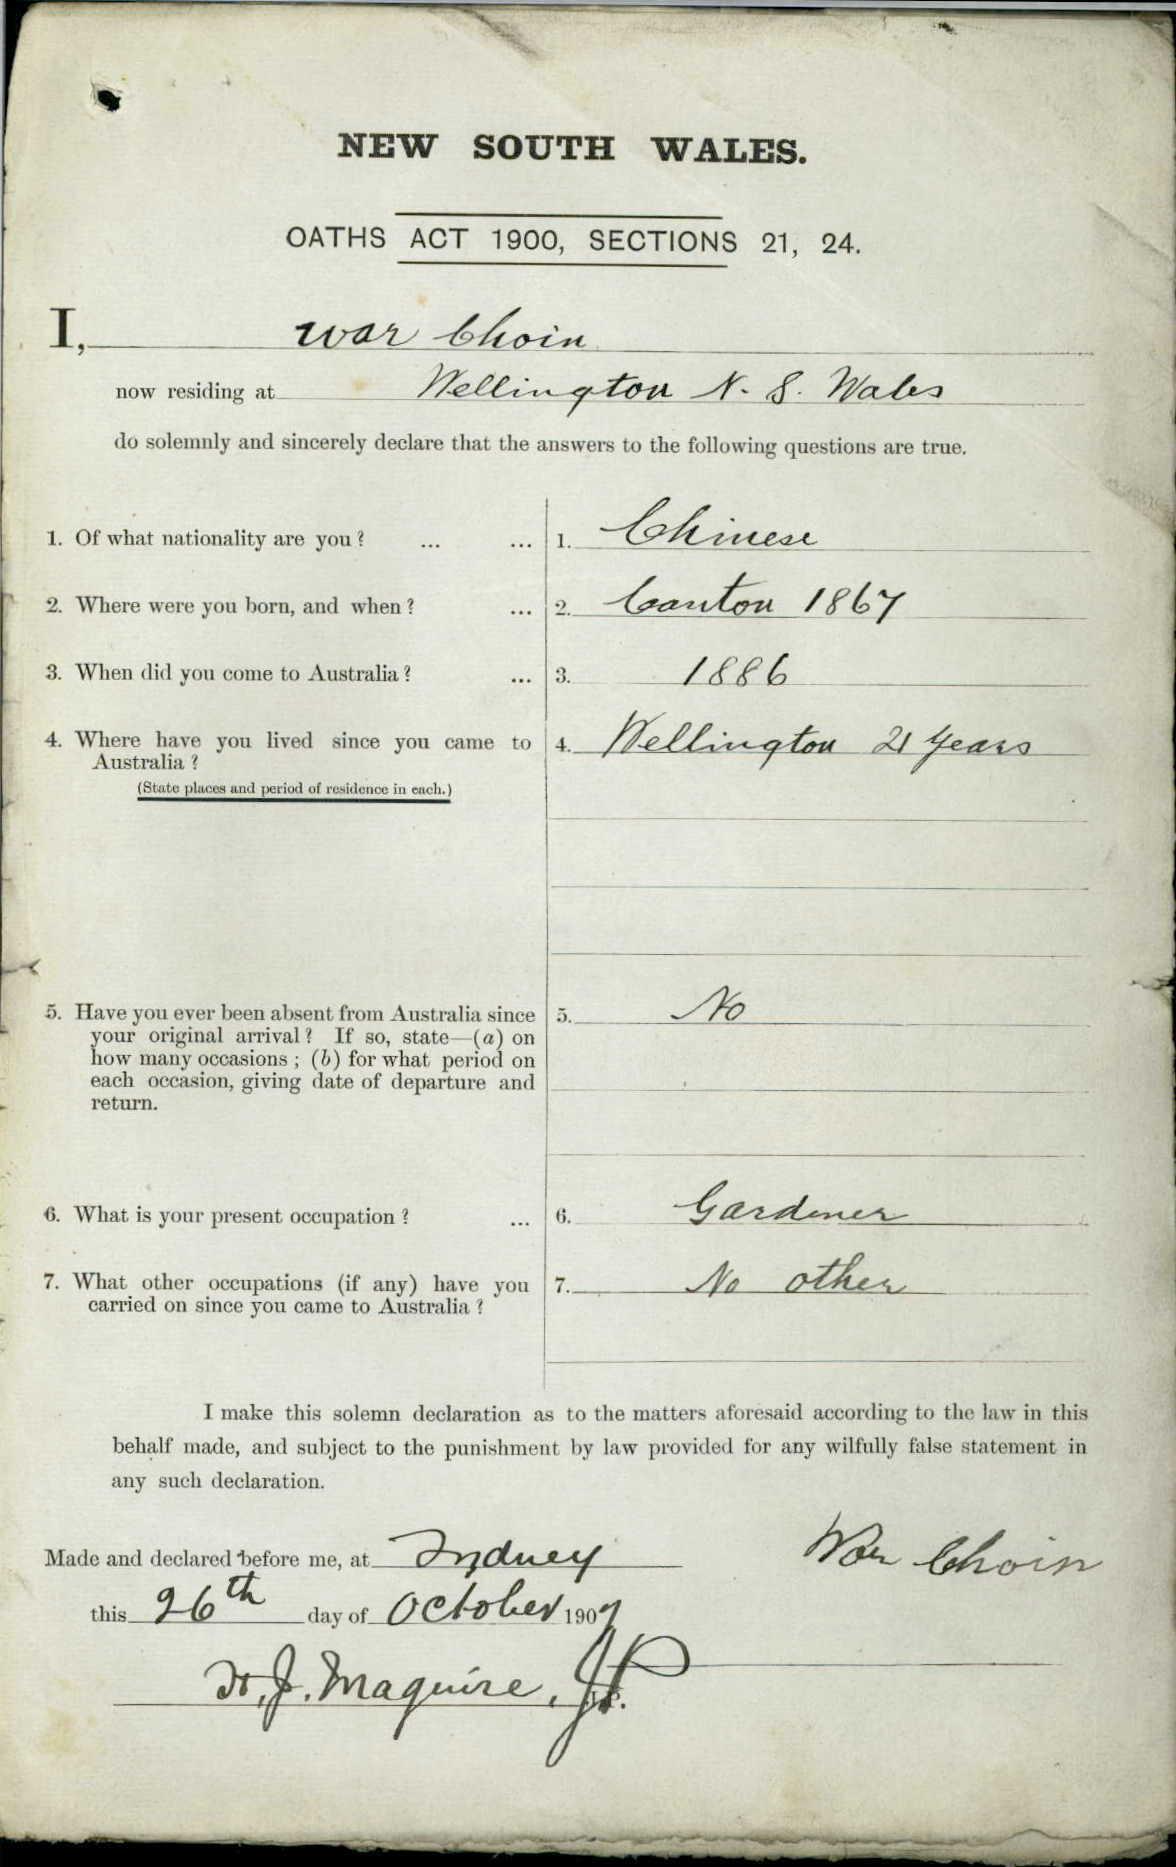 NEW SOUTH WALES.
OATHS ACT 1900, SECTIONS 21, 24.
I, War Choin
now residing at Wellington N. S. Wales
do solemnly and sincerely declare that the answers to the following questions are true.
1. Of what nationality are you? ... ... 1. Chinese
2. Where were you born, and when? ... 2. Canton 1867
3. When did you come to Australia? ... 3. 1886
4. Where have you lived since you came to 4. Wellington 21 Years
Australia?
(State places and period of residence in each.)
5. Have you ever been absent from Australia since 5. No
your original arrival? If so, state—(a) on
how many occasions; (b) for what period on
each occasion, giving date of departure and
return.
6. What is your present occupation? ... 6. Gardener
7. What other occupations (if any) have you 7. No other
carried on since you came to Australia?
I make this solemn declaration as to the matters aforesaid according to the law in this
behalf made, and subject to the punishment by law provided for any wilfully false statement in
any such declaration.
Made and declared before me, at Sydney War Choin
this 26th day of October 1907
J. Maguire, JP